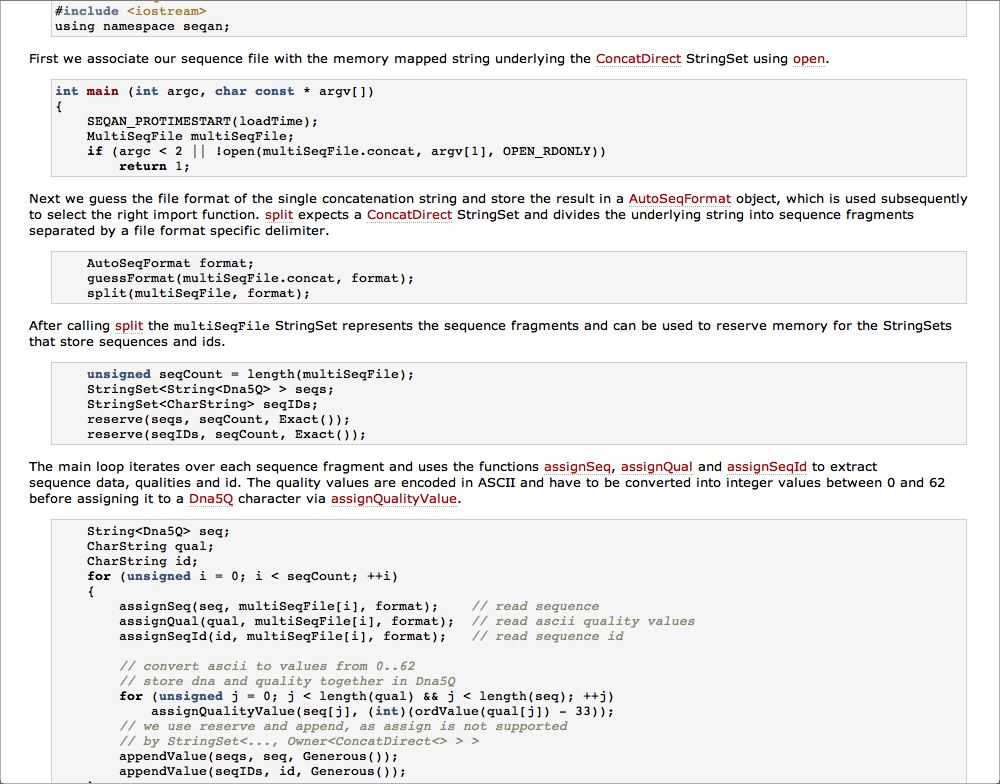 #include <iostream>
using namespace seqan;
First we associate our sequence file with the memory mapped string underlying the ConcatDirect StringSet using open.
int main (int argc, char const * argv[])
{
    SEQAN_PROTIMESTART(loadTime);
    MultiSeqFile multiSeqFile;
    if (argc < 2 || !open(multiSeqFile.concat, argv[1], OPEN_RDONLY))
        return 1;
Next we guess the file format of the single concatenation string and store the result in a AutoSeqFormat object, which is used subsequently
to select the right import function. split expects a ConcatDirect StringSet and divides the underlying string into sequence fragments
separated by a file format specific delimiter.
    AutoSeqFormat format;
    guessFormat(multiSeqFile.concat, format);
    split(multiSeqFile, format);
After calling split the multiSeqFile StringSet represents the sequence fragments and can be used to reserve memory for the StringSets
that store sequences and ids.
    unsigned seqCount = length(multiSeqFile);
    StringSet<String<Dna5Q> > seqs;
    StringSet<CharString> seqIDs;
    reserve(seqs, seqCount, Exact());
    reserve(seqIDs, seqCount, Exact());
The main loop iterates over each sequence fragment and uses the functions assignSeq, assignQual and assignSeqId to extract
sequence data, qualities and id. The quality values are encoded in ASCII and have to be converted into integer values between 0 and 62
before assigning it to a Dna5Q character via assignQualityValue.
    String<Dna5Q> seq;
    CharString qual;
    CharString id;
    for (unsigned i = 0; i < seqCount; ++i)
    {
        assignSeq(seq, multiSeqFile[i], format);    // read sequence
        assignQual(qual, multiSeqFile[i], format);  // read ascii quality values
        assignSeqId(id, multiSeqFile[i], format);   // read sequence id
        // convert ascii to values from 0..62
        // store dna and quality together in Dna5Q
        for (unsigned j = 0; j < length(qual) && j < length(seq); ++j)
            assignQualityValue(seq[j], (int)(ordValue(qual[j]) - 33));
        // we use reserve and append, as assign is not supported
        // by StringSet<..., Owner<ConcatDirect<> > >
        appendValue(seqs, seq, Generous());
        appendValue(seqIDs, id, Generous());